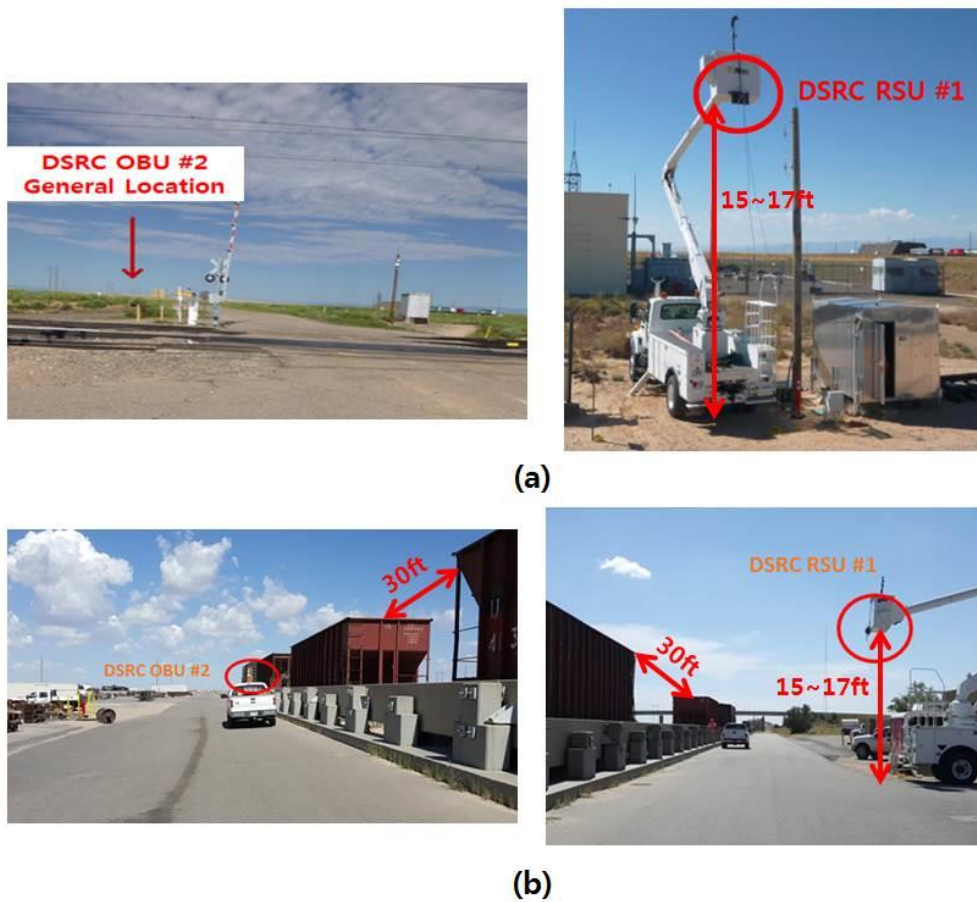 DSRC OBU #2
General Location
DSRC RSU #1
15~17ft
(a)
30ft
DSRC OBU #2
DSRC RSU #1
30ft
15~17ft
(b)